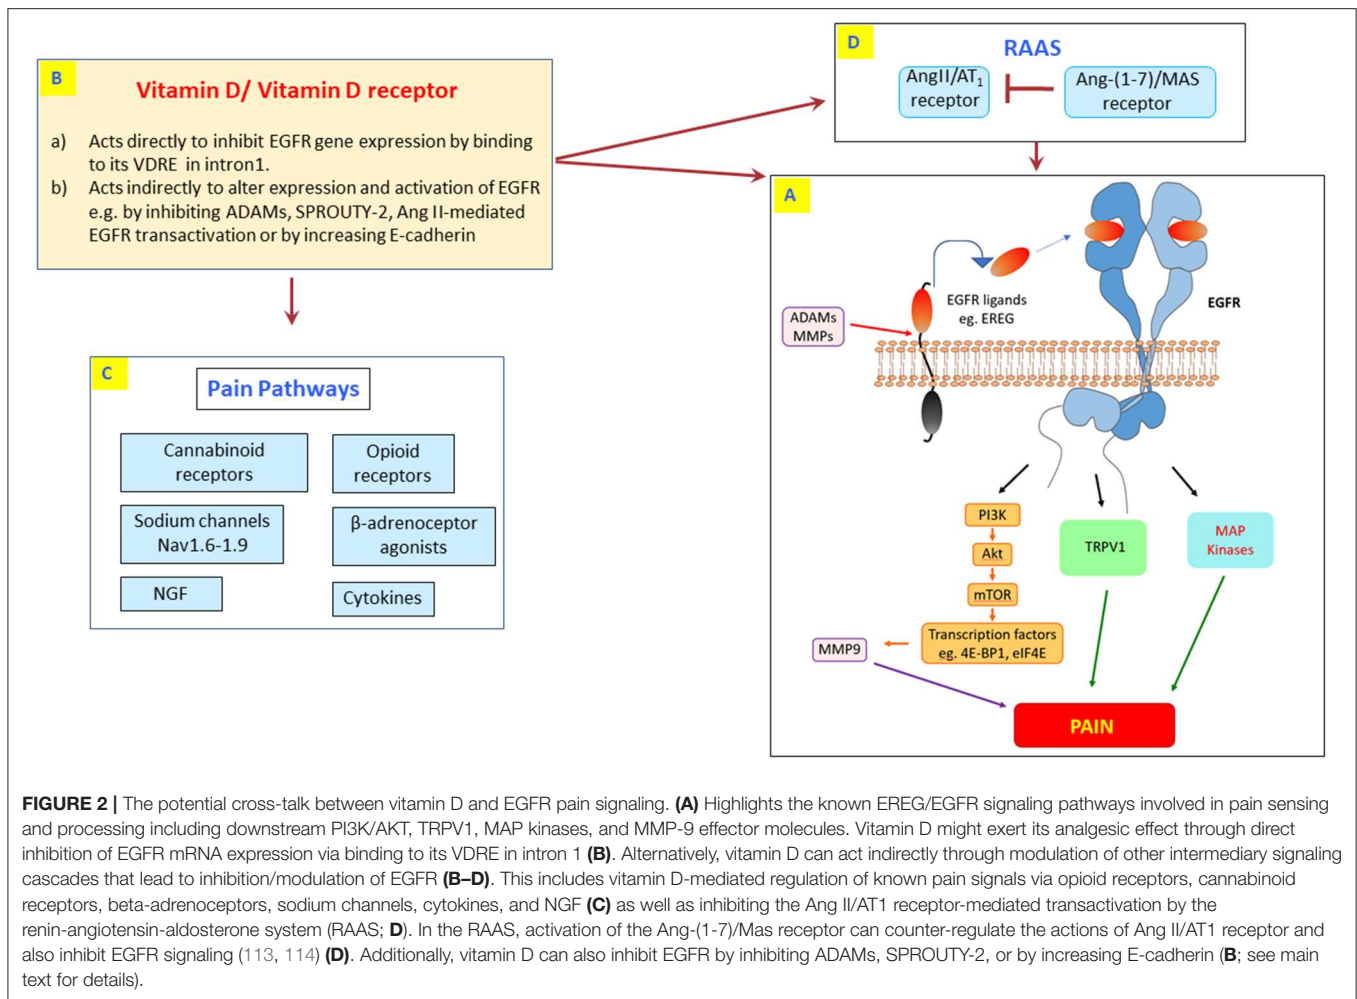 B
Vitamin D/ Vitamin D receptor
a) Acts directly to inhibit EGFR gene expression by binding
to its VDRE in intron1.
b) Acts indirectly to alter expression and activation of EGFR
e.g. by inhibiting ADAMs, SPROUTY-2, Ang II-mediated
EGFR transactivation or by increasing E-cadherin
D
RAAS
AngII/AT1
receptor
Ang-(1-7)/MAS
receptor
A
EGFR ligands
eg. EREG
EGFR
ADAMs
MMPs
PI3K
Akt
mTOR
Transcription factors
eg. 4E-BP1, eIF4E
MMP9
TRPV1
MAP
Kinases
PAIN
C
Pain Pathways
Cannabinoid
receptors
Opioid
receptors
Sodium channels
Nav1.6-1.9
β-adrenoceptor
agonists
NGF
Cytokines
FIGURE 2 | The potential cross-talk between vitamin D and EGFR pain signaling. (A) Highlights the known EREG/EGFR signaling pathways involved in pain sensing
and processing including downstream PI3K/AKT, TRPV1, MAP kinases, and MMP-9 effector molecules. Vitamin D might exert its analgesic effect through direct
inhibition of EGFR mRNA expression via binding to its VDRE in intron 1 (B). Alternatively, vitamin D can act indirectly through modulation of other intermediary signaling
cascades that lead to inhibition/modulation of EGFR (B–D). This includes vitamin D-mediated regulation of known pain signals via opioid receptors, cannabinoid
receptors, beta-adrenoceptors, sodium channels, cytokines, and NGF (C) as well as inhibiting the Ang II/AT1 receptor-mediated transactivation by the
renin-angiotensin-aldosterone system (RAAS; D). In the RAAS, activation of the Ang-(1-7)/Mas receptor can counter-regulate the actions of Ang II/AT1 receptor and
also inhibit EGFR signaling (113, 114) (D). Additionally, vitamin D can also inhibit EGFR by inhibiting ADAMs, SPROUTY-2, or by increasing E-cadherin (B; see main
text for details).